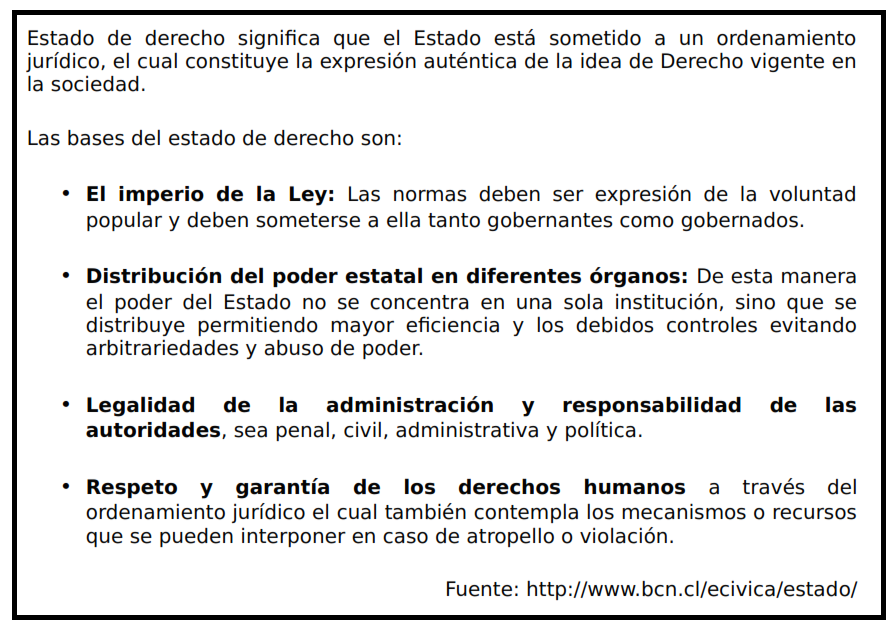 Estado de derecho significa que el Estado está sometido a un ordenamiento
jurídico, el cual constituye la expresión auténtica de la idea de Derecho vigente en
la sociedad.
Las bases del estado de derecho son:
• El imperio de la Ley: Las normas deben ser expresión de la voluntad
popular y deben someterse a ella tanto gobernantes como gobernados.
• Distribución del poder estatal en diferentes órganos: De esta manera
el poder del Estado no se concentra en una sola institución, sino que se
distribuye permitiendo mayor eficiencia y los debidos controles evitando
arbitrariedades y abuso de poder.
• Legalidad de la administración y responsabilidad de las
autoridades, sea penal, civil, administrativa y política.
• Respeto y garantía de los derechos humanos a través del
ordenamiento jurídico el cual también contempla los mecanismos o recursos
que se pueden interponer en caso de atropello o violación.
Fuente: http://www.bcn.cl/ecivica/estado/